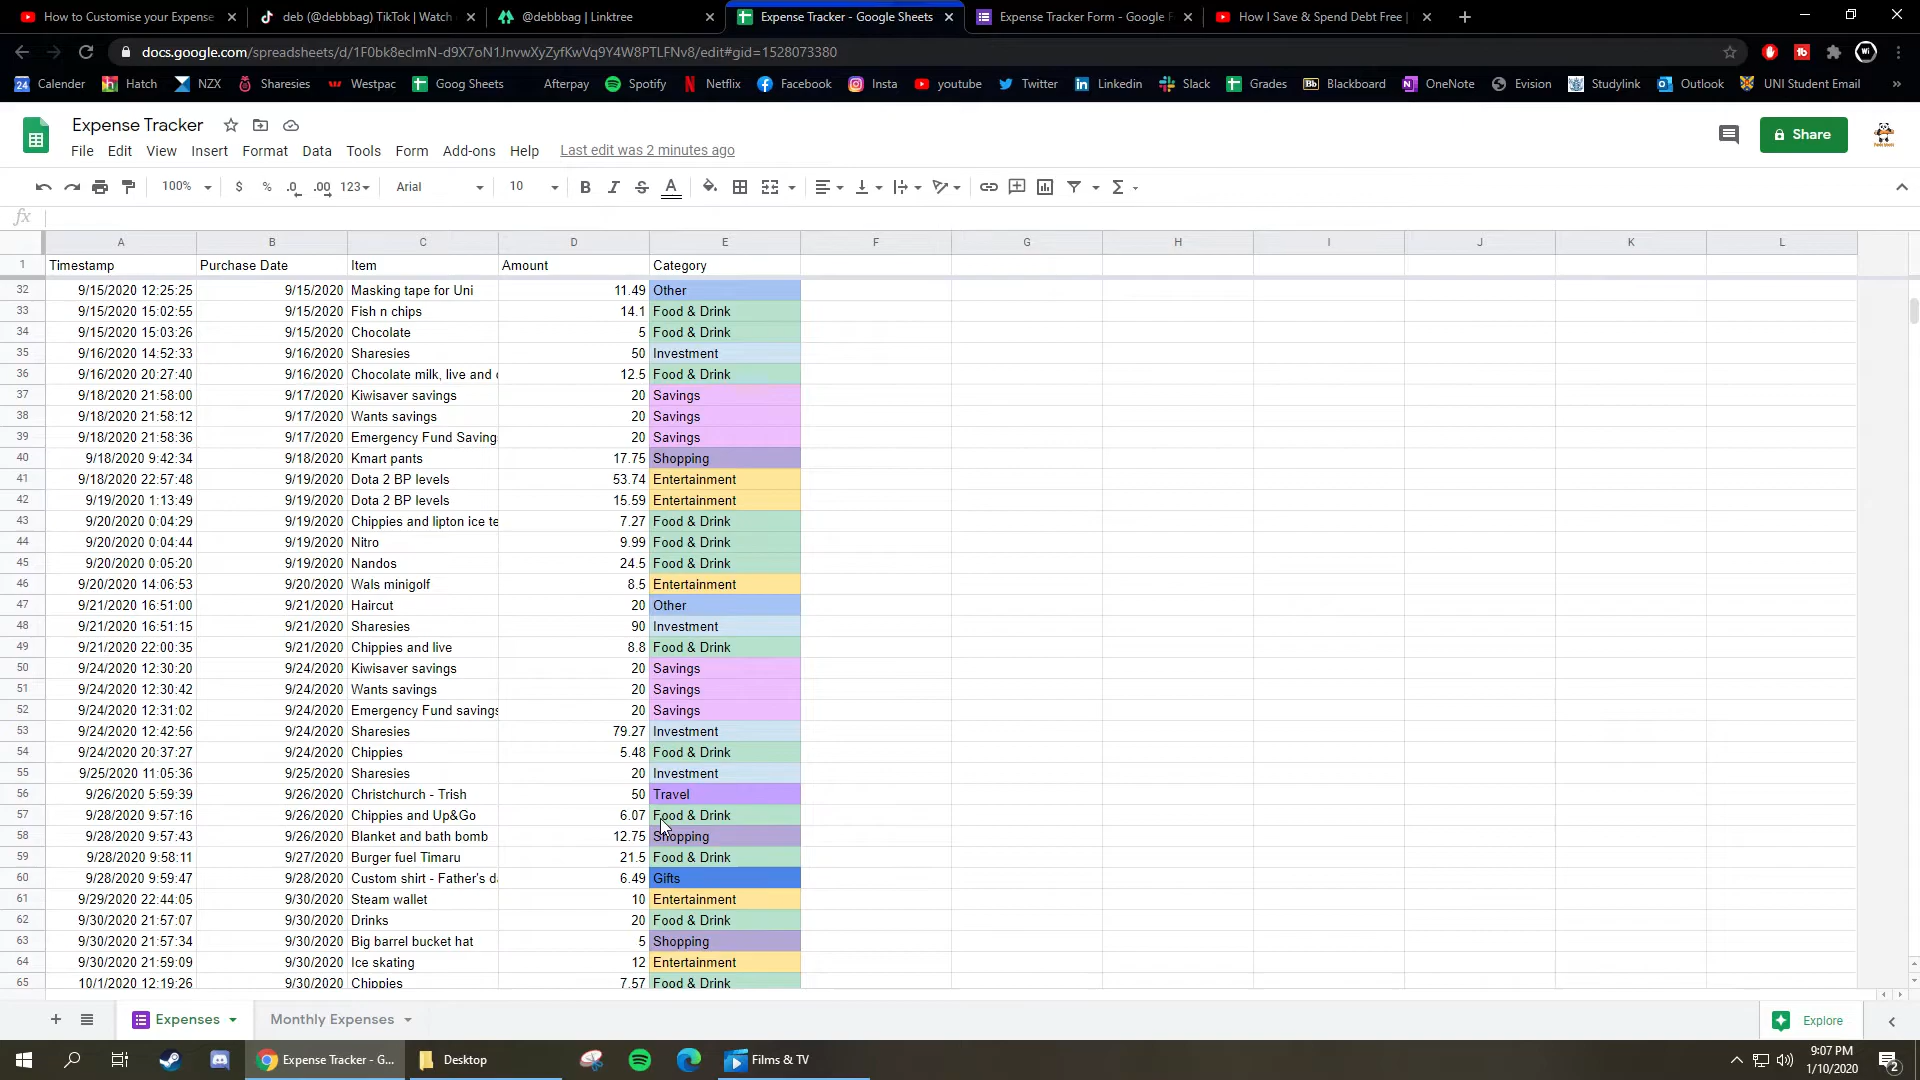 How to Customise your Expense
deb (@debbbag) TikTok | Watch
@debbbag | Linktree
Expense Tracker - Google Sheets
Expense Tracker Form - Google F
How I Save & Spend Debt Free |
docs.google.com/spreadsheets/d/1F0bk8eclmN-d9X7oN1JnvwXyZyfKwVq9Y4W8PTLFNv8/edit#gid=1528073380
24 Calender Hatch NZX Sharesies Westpac Goog Sheets Afterpay Spotify Netflix Facebook Insta youtube Twitter Linkedin Slack Grades Bb Blackboard OneNote Evision Studylink Outlook UNI Student Email »
Expense Tracker
Share
File Edit View Insert Format Data Tools Form Add-ons Help Last edit was 2 minutes ago
100% $ % .0 .00 123 Arial 10 B I S A Σ
fx
A B C D E F G H I J K L
1 Timestamp Purchase Date Item Amount Category
32 9/15/2020 12:25:25 9/15/2020 Masking tape for Uni 11.49 Other
33 9/15/2020 15:02:55 9/15/2020 Fish n chips 14.1 Food & Drink
34 9/15/2020 15:03:26 9/15/2020 Chocolate 5 Food & Drink
35 9/16/2020 14:52:33 9/16/2020 Sharesies 50 Investment
36 9/16/2020 20:27:40 9/16/2020 Chocolate milk, live and c 12.5 Food & Drink
37 9/18/2020 21:58:00 9/17/2020 Kiwisaver savings 20 Savings
38 9/18/2020 21:58:12 9/17/2020 Wants savings 20 Savings
39 9/18/2020 21:58:36 9/17/2020 Emergency Fund Saving 20 Savings
40 9/18/2020 9:42:34 9/18/2020 Kmart pants 17.75 Shopping
41 9/18/2020 22:57:48 9/19/2020 Dota 2 BP levels 53.74 Entertainment
42 9/19/2020 1:13:49 9/19/2020 Dota 2 BP levels 15.59 Entertainment
43 9/20/2020 0:04:29 9/19/2020 Chippies and lipton ice te 7.27 Food & Drink
44 9/20/2020 0:04:44 9/19/2020 Nitro 9.99 Food & Drink
45 9/20/2020 0:05:20 9/19/2020 Nandos 24.5 Food & Drink
46 9/20/2020 14:06:53 9/20/2020 Wals minigolf 8.5 Entertainment
47 9/21/2020 16:51:00 9/21/2020 Haircut 20 Other
48 9/21/2020 16:51:15 9/21/2020 Sharesies 90 Investment
49 9/21/2020 22:00:35 9/21/2020 Chippies and live 8.8 Food & Drink
50 9/24/2020 12:30:20 9/24/2020 Kiwisaver savings 20 Savings
51 9/24/2020 12:30:42 9/24/2020 Wants savings 20 Savings
52 9/24/2020 12:31:02 9/24/2020 Emergency Fund savings 20 Savings
53 9/24/2020 12:42:56 9/24/2020 Sharesies 79.27 Investment
54 9/24/2020 20:37:27 9/24/2020 Chippies 5.48 Food & Drink
55 9/25/2020 11:05:36 9/25/2020 Sharesies 20 Investment
56 9/26/2020 5:59:39 9/26/2020 Christchurch - Trish 50 Travel
57 9/28/2020 9:57:16 9/26/2020 Chippies and Up&Go 6.07 Food & Drink
58 9/28/2020 9:57:43 9/26/2020 Blanket and bath bomb 12.75 Shopping
59 9/28/2020 9:58:11 9/27/2020 Burger fuel Timaru 21.5 Food & Drink
60 9/28/2020 9:59:47 9/28/2020 Custom shirt - Father's da 6.49 Gifts
61 9/29/2020 22:44:05 9/30/2020 Steam wallet 10 Entertainment
62 9/30/2020 21:57:07 9/30/2020 Drinks 20 Food & Drink
63 9/30/2020 21:57:34 9/30/2020 Big barrel bucket hat 5 Shopping
64 9/30/2020 21:59:09 9/30/2020 Ice skating 12 Entertainment
65 10/1/2020 12:19:26 9/30/2020 Chippies 7.57 Food & Drink
Expenses Monthly Expenses Explore
Expense Tracker - G... Desktop Films & TV
9:07 PM
1/10/2020
2